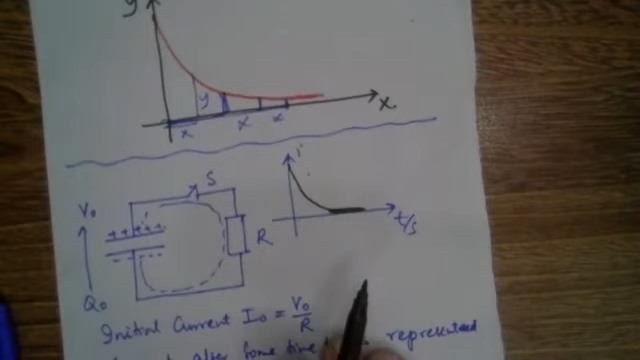 y
y
x x x
x
S
i
V₀
i
R
t/s
Q₀
Initial Current I₀ = V₀/R
after some time represented